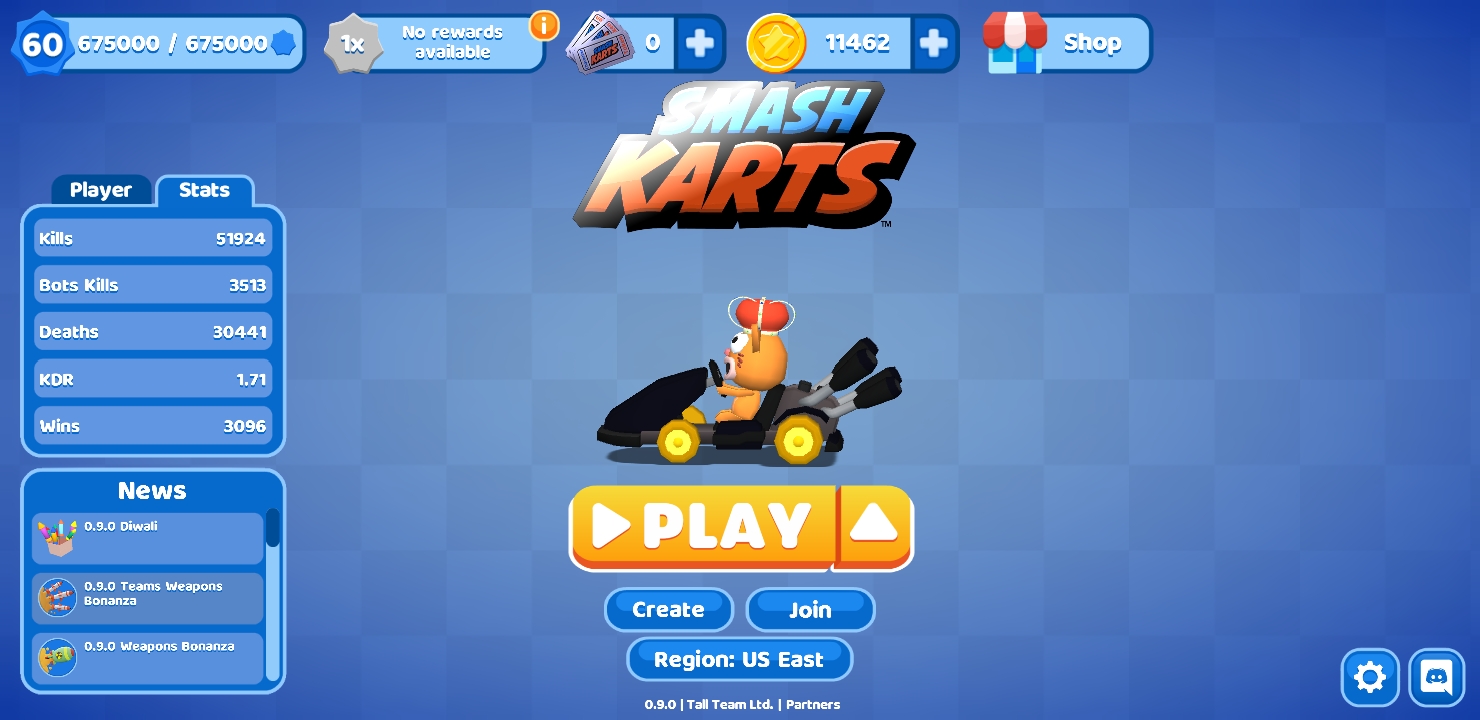 60
675000 / 675000
1x
No rewards
available
i
SMASH
KARTS
0
11462
Shop
SMASH
KARTS
TM
Player
Stats
Kills 51924
Bots Kills 3513
Deaths 30441
KDR 1.71
Wins 3096
News
0.9.0 Diwali
0.9.0 Teams Weapons
Bonanza
0.9.0 Weapons Bonanza
PLAY
Create
Join
Region: US East
0.9.0 | Tall Team Ltd. | Partners